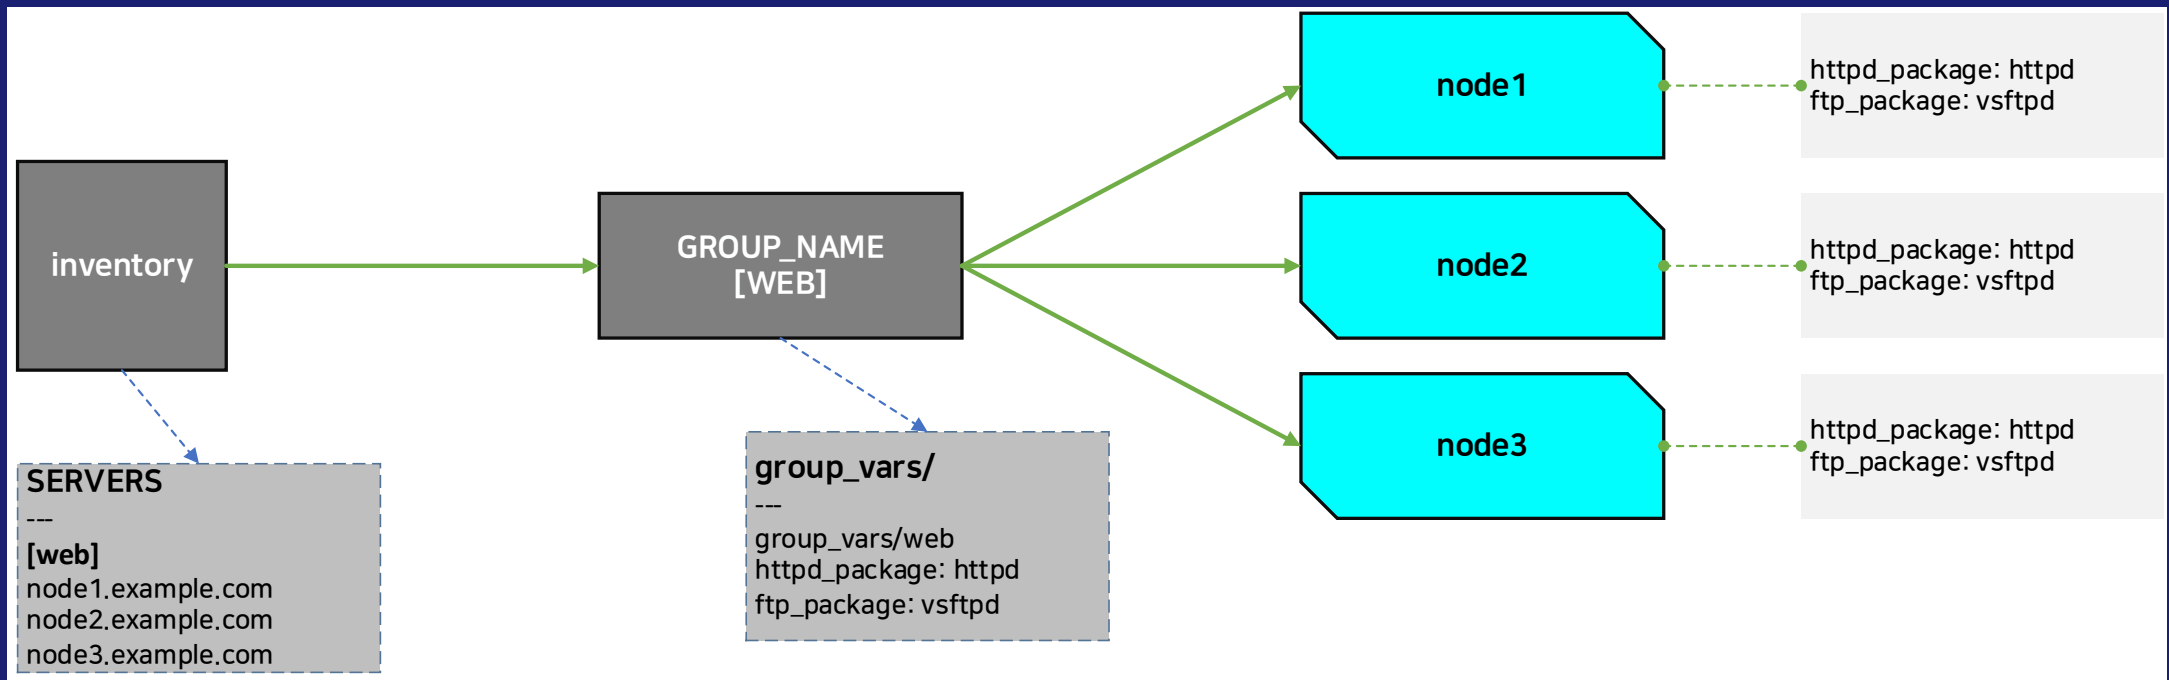 inventory
SERVERS
---
[web]
node1.example.com
node2.example.com
node3.example.com
GROUP_NAME
[WEB]
group_vars/
---
group_vars/web
httpd_package: httpd
ftp_package: vsftpd
node1
httpd_package: httpd
ftp_package: vsftpd
node2
httpd_package: httpd
ftp_package: vsftpd
node3
httpd_package: httpd
ftp_package: vsftpd